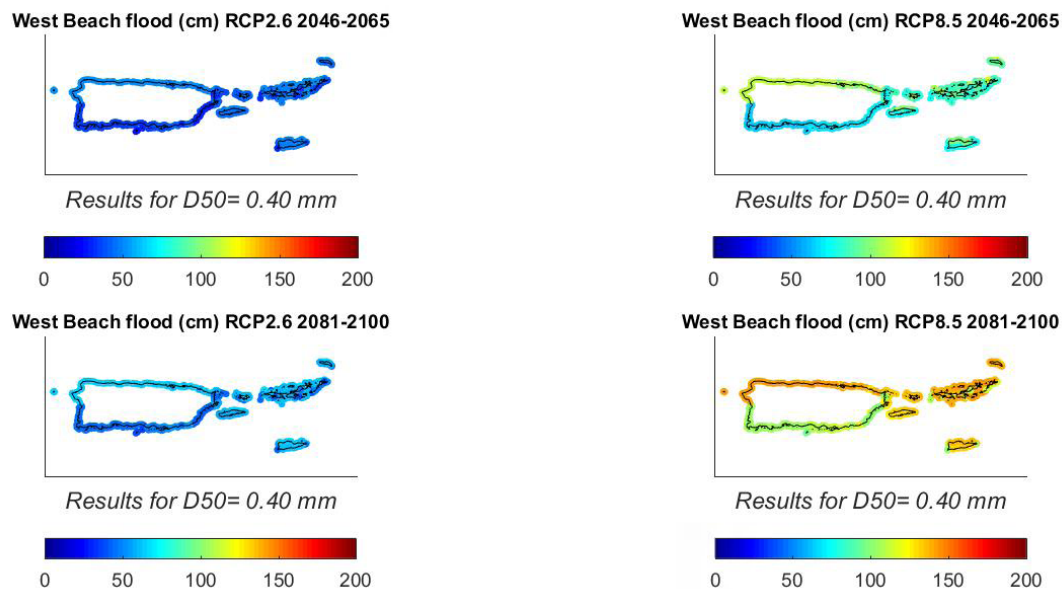 West Beach flood (cm) RCP2.6 2046-2065
Results for D50= 0.40 mm
0 50 100 150 200
West Beach flood (cm) RCP8.5 2046-2065
Results for D50= 0.40 mm
0 50 100 150 200
West Beach flood (cm) RCP2.6 2081-2100
Results for D50= 0.40 mm
0 50 100 150 200
West Beach flood (cm) RCP8.5 2081-2100
Results for D50= 0.40 mm
0 50 100 150 200